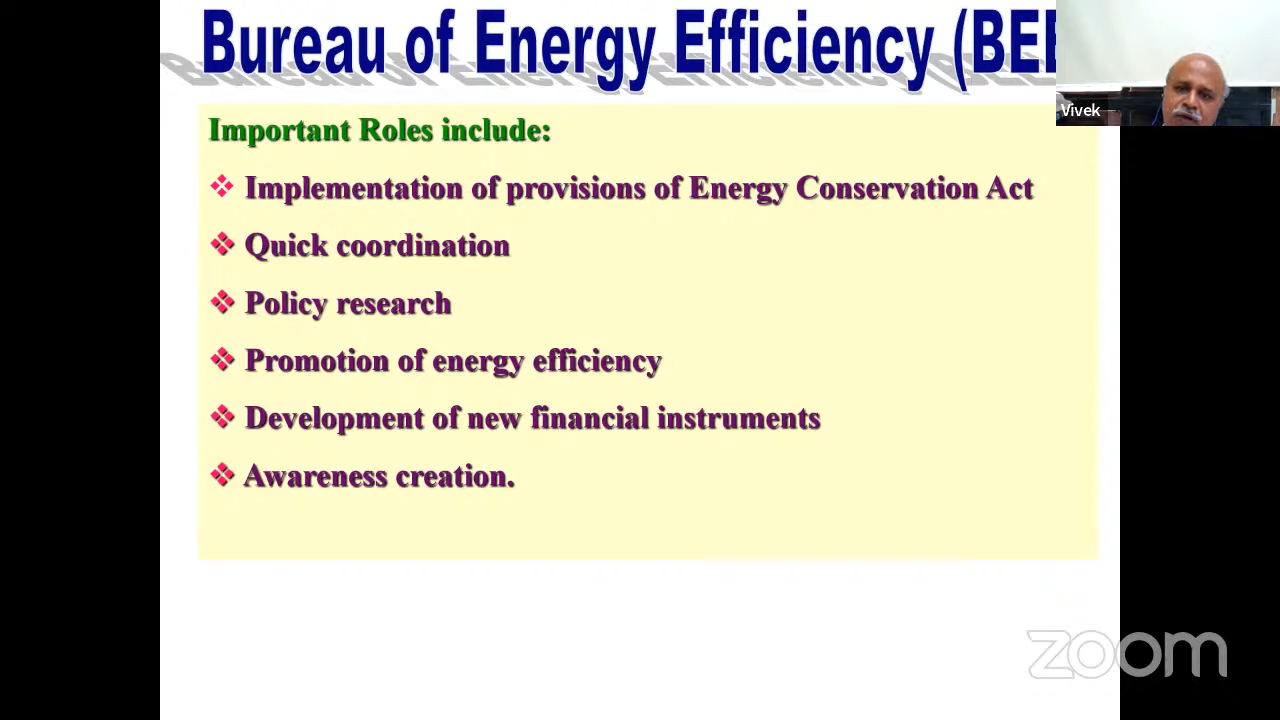 Bureau of Energy Efficiency (BEE
Vivek
Important Roles include:
❖ Implementation of provisions of Energy Conservation Act
❖ Quick coordination
❖ Policy research
❖ Promotion of energy efficiency
❖ Development of new financial instruments
❖ Awareness creation.
zoom